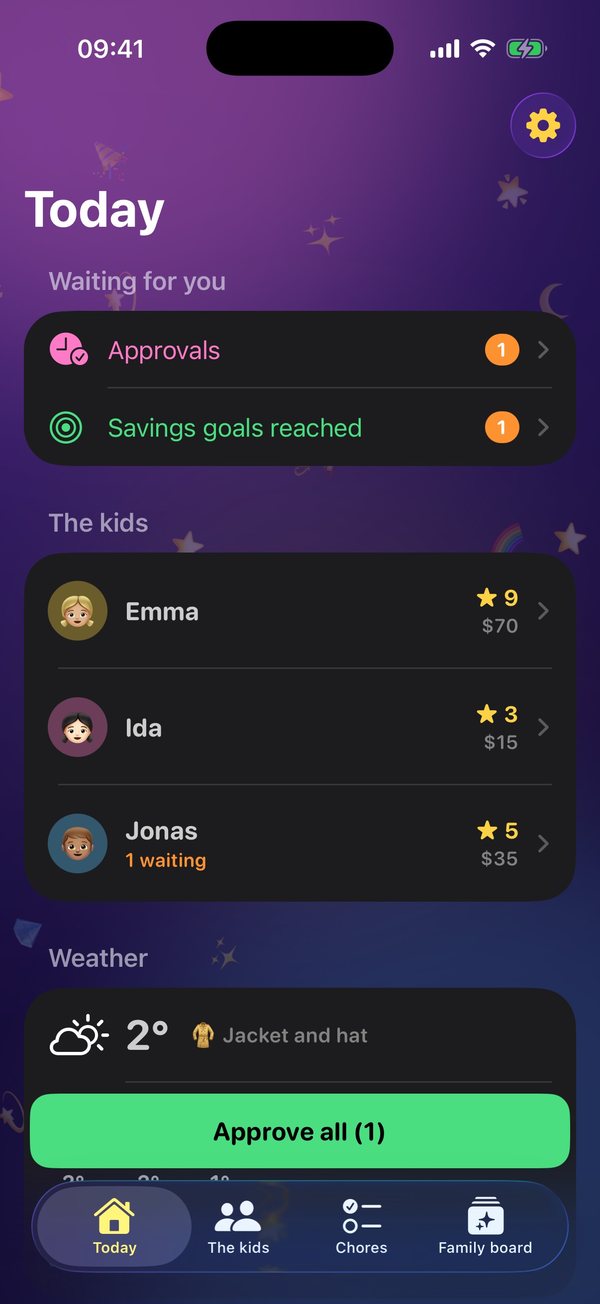 09:41
Today
Waiting for you
Approvals 1
Savings goals reached 1
The kids
Emma 9
$70
Ida 3
$15
Jonas 5
1 waiting $35
Weather
2° Jacket and hat
Approve all (1)
Today The kids Chores Family board